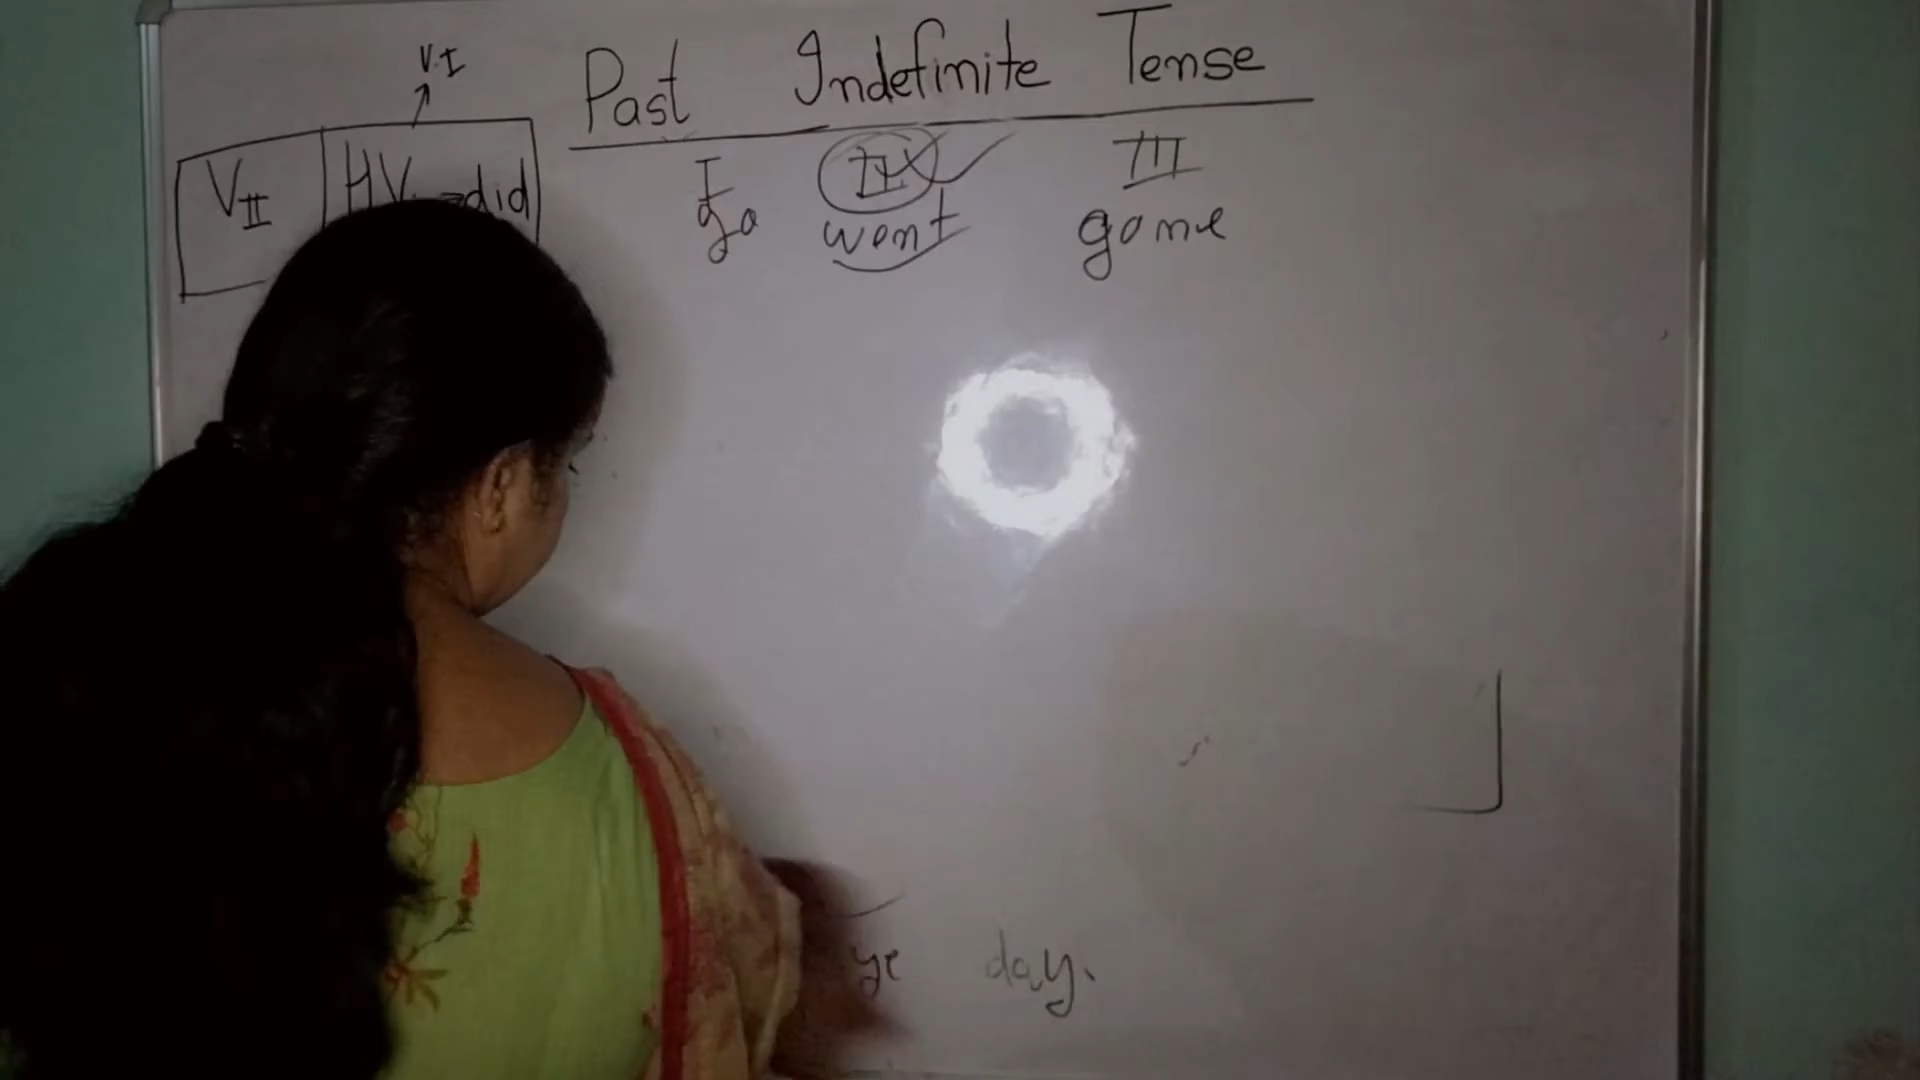 V.I
Past Indefinite Tense
V II HV. → did
I II III
go went gone
day.